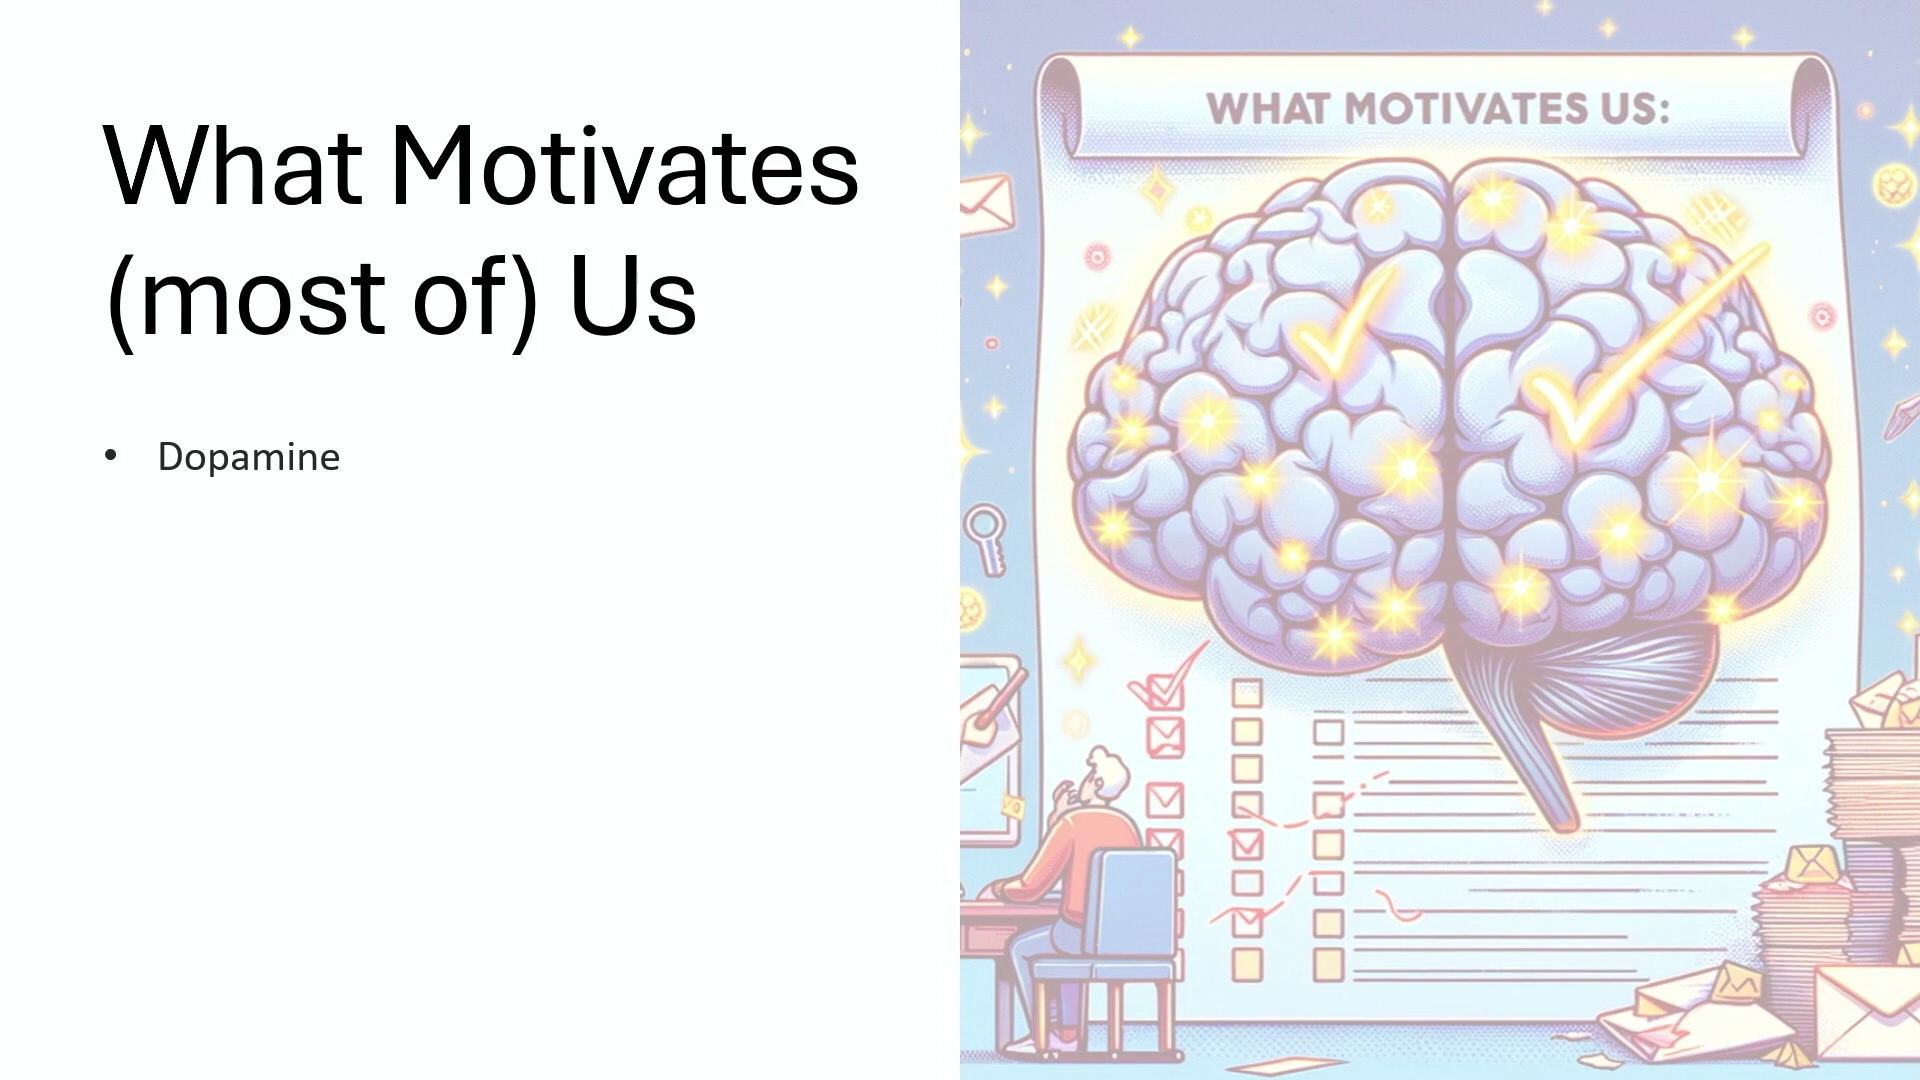 What Motivates
(most of) Us
• Dopamine
WHAT MOTIVATES US: